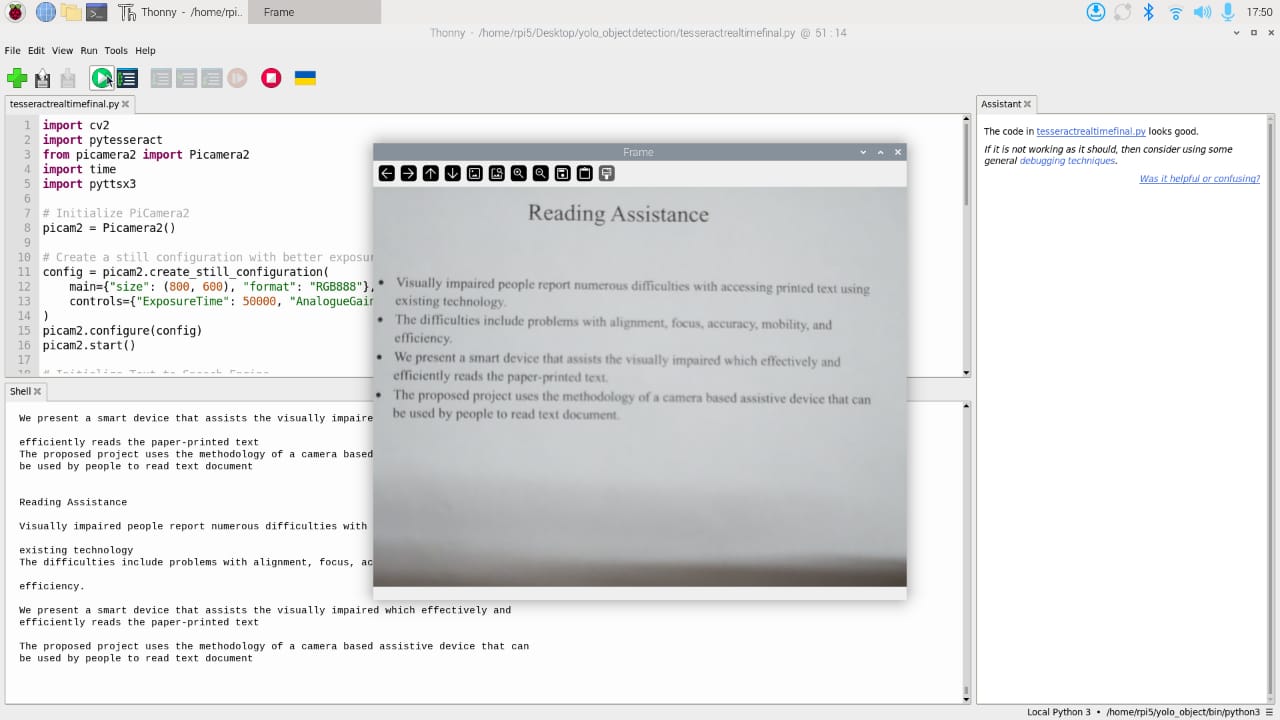 Thonny - /home/rpi..
Frame
17:50
Thonny - /home/rpi5/Desktop/yolo_objectdetection/tesseractrealtimefinal.py @ 51 : 14
File Edit View Run Tools Help
tesseractrealtimefinal.py
1 import cv2
2 import pytesseract
3 from picamera2 import Picamera2
4 import time
5 import pyttsx3
6
7 # Initialize PiCamera2
8 picam2 = Picamera2()
9
10 # Create a still configuration with better exposur
11 config = picam2.create_still_configuration(
12 main={"size": (800, 600), "format": "RGB888"},
13 controls={"ExposureTime": 50000, "AnalogueGai
14 )
15 picam2.configure(config)
16 picam2.start()
17
Frame
Reading Assistance
• Visually impaired people report numerous difficulties with accessing printed text using
existing technology.
• The difficulties include problems with alignment, focus, accuracy, mobility, and
efficiency.
• We present a smart device that assists the visually impaired which effectively and
efficiently reads the paper-printed text.
• The proposed project uses the methodology of a camera based assistive device that can
be used by people to read text document.
Shell
We present a smart device that assists the visually impaire
efficiently reads the paper-printed text
The proposed project uses the methodology of a camera based
be used by people to read text document
Reading Assistance
Visually impaired people report numerous difficulties with
existing technology
The difficulties include problems with alignment, focus, ac
efficiency.
We present a smart device that assists the visually impaired which effectively and
efficiently reads the paper-printed text
The proposed project uses the methodology of a camera based assistive device that can
be used by people to read text document
Assistant
The code in tesseractrealtimefinal.py looks good.
If it is not working as it should, then consider using some
general debugging techniques.
Was it helpful or confusing?
Local Python 3 • /home/rpi5/yolo_object/bin/python3